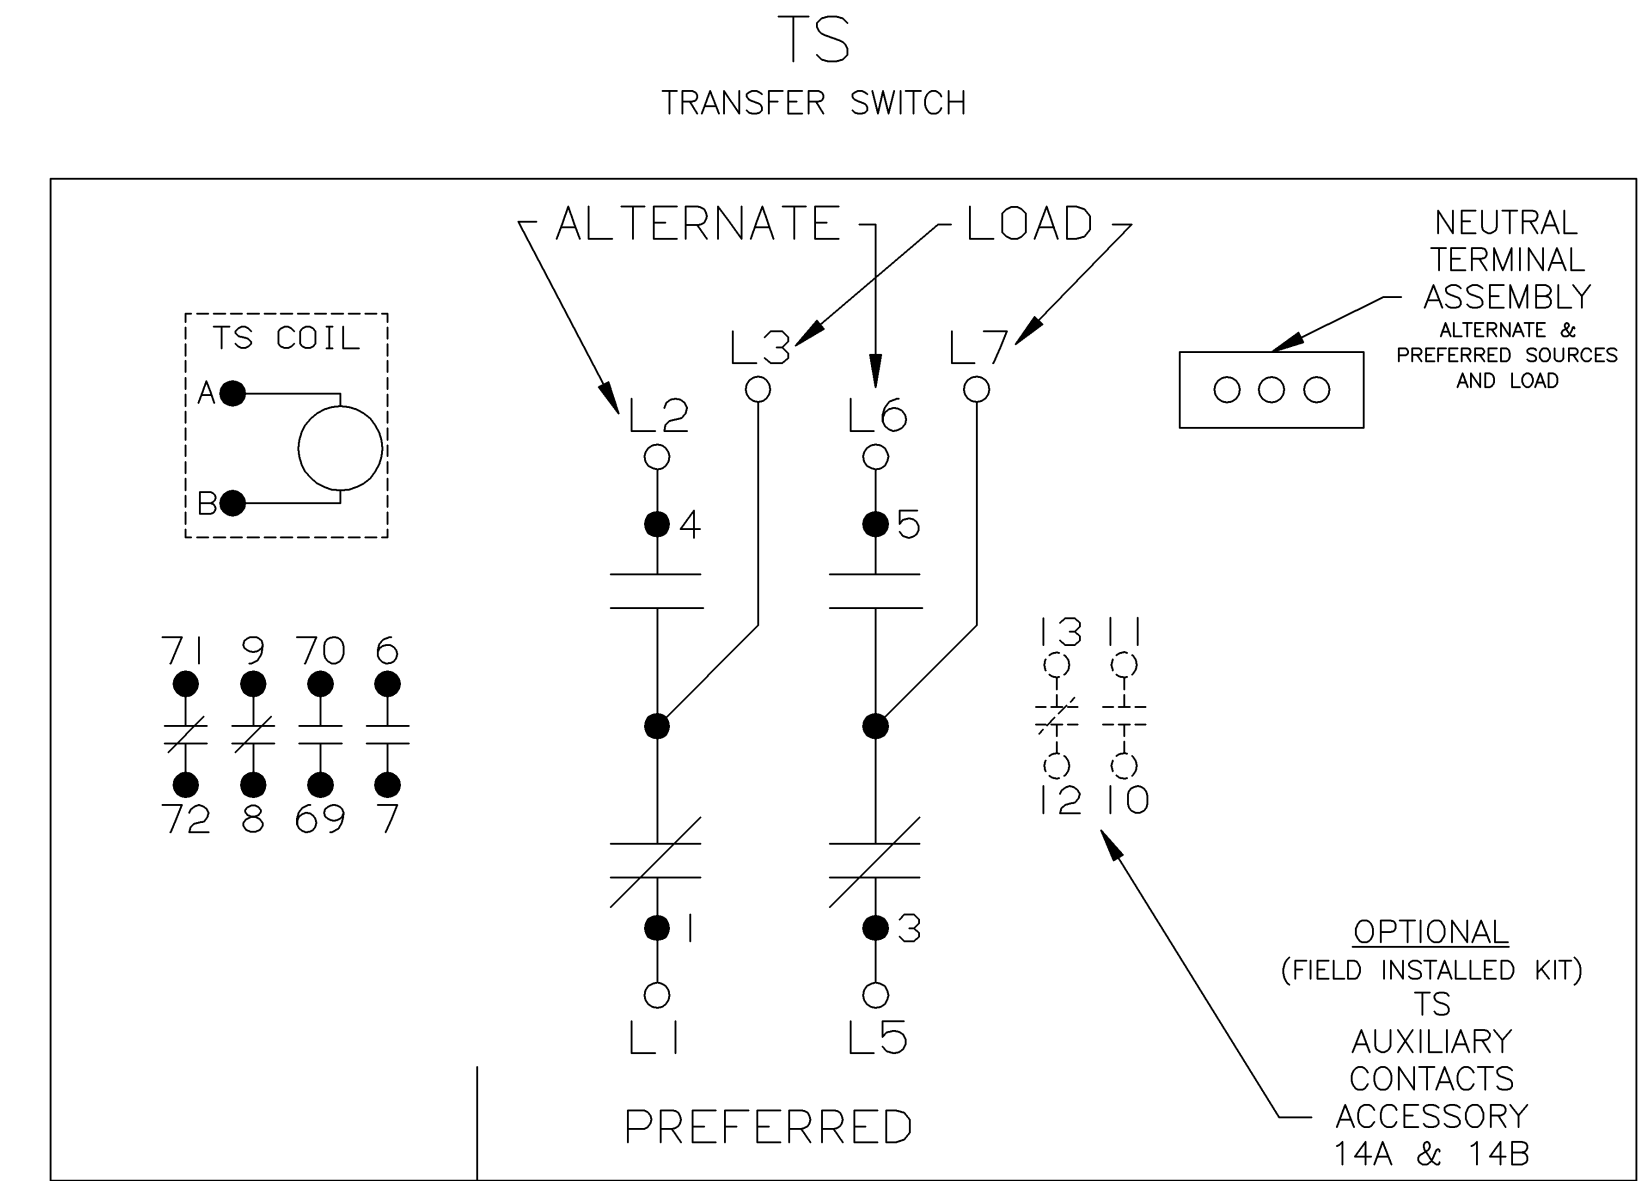 TS
TRANSFER SWITCH
ALTERNATE
LOAD
NEUTRAL
TERMINAL
ASSEMBLY
ALTERNATE &
PREFERRED SOURCES
AND LOAD
TS COIL
A
B
L3
L7
L2
L6
4
5
71 9 70 6
72 8 69 7
13 11
12 10
1
3
L1
L5
PREFERRED
OPTIONAL
(FIELD INSTALLED KIT)
TS
AUXILIARY
CONTACTS
ACCESSORY
14A & 14B